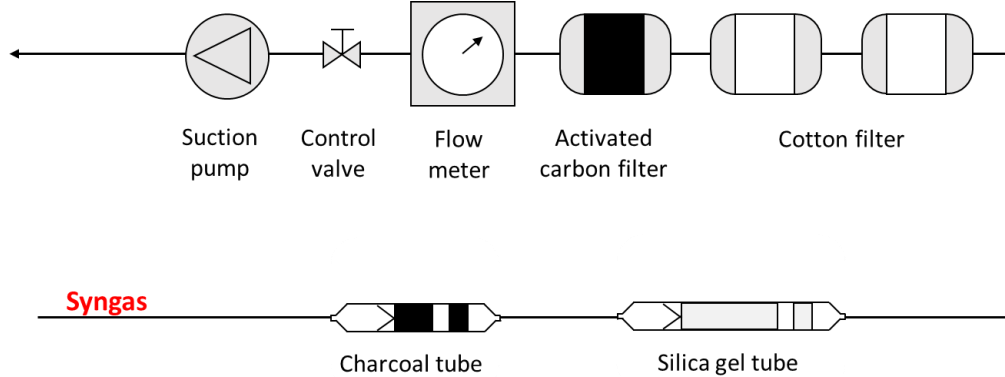 Suction
pump
Control
valve
Flow
meter
Activated
carbon filter
Cotton filter
Syngas
Charcoal tube
Silica gel tube